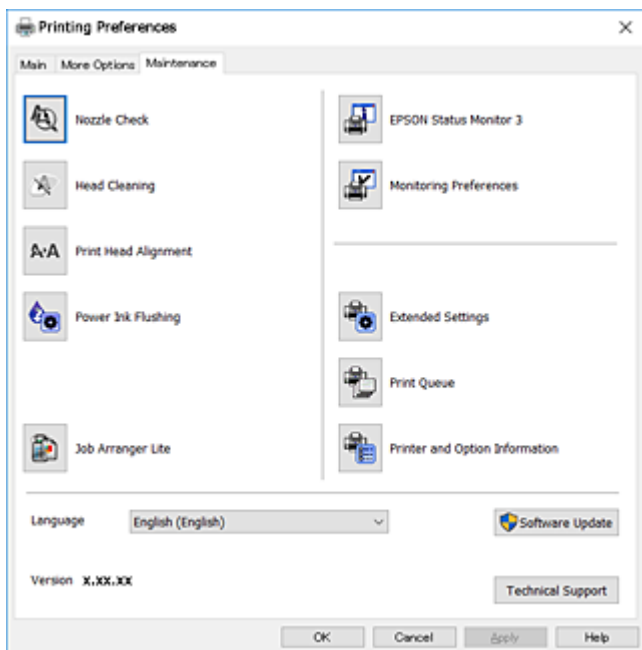 Printing Preferences
Main More Options Maintenance
Nozzle Check
Head Cleaning
A·A Print Head Alignment
Power Ink Flushing
Job Arranger Lite
EPSON Status Monitor 3
Monitoring Preferences
Extended Settings
Print Queue
Printer and Option Information
Language English (English) Software Update
Version X.XX.XX Technical Support
OK Cancel Apply Help